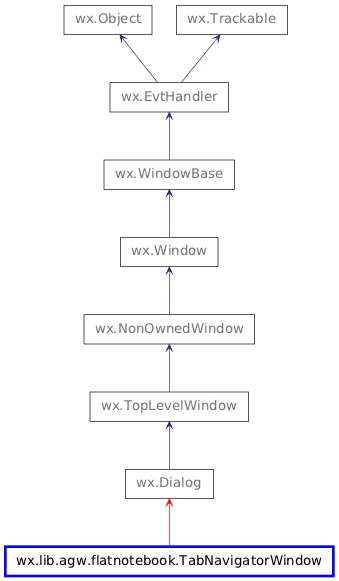 wx.Object
wx.Trackable
wx.EvtHandler
wx.WindowBase
wx.Window
wx.NonOwnedWindow
wx.TopLevelWindow
wx.Dialog
wx.lib.agw.flatnotebook.TabNavigatorWindow